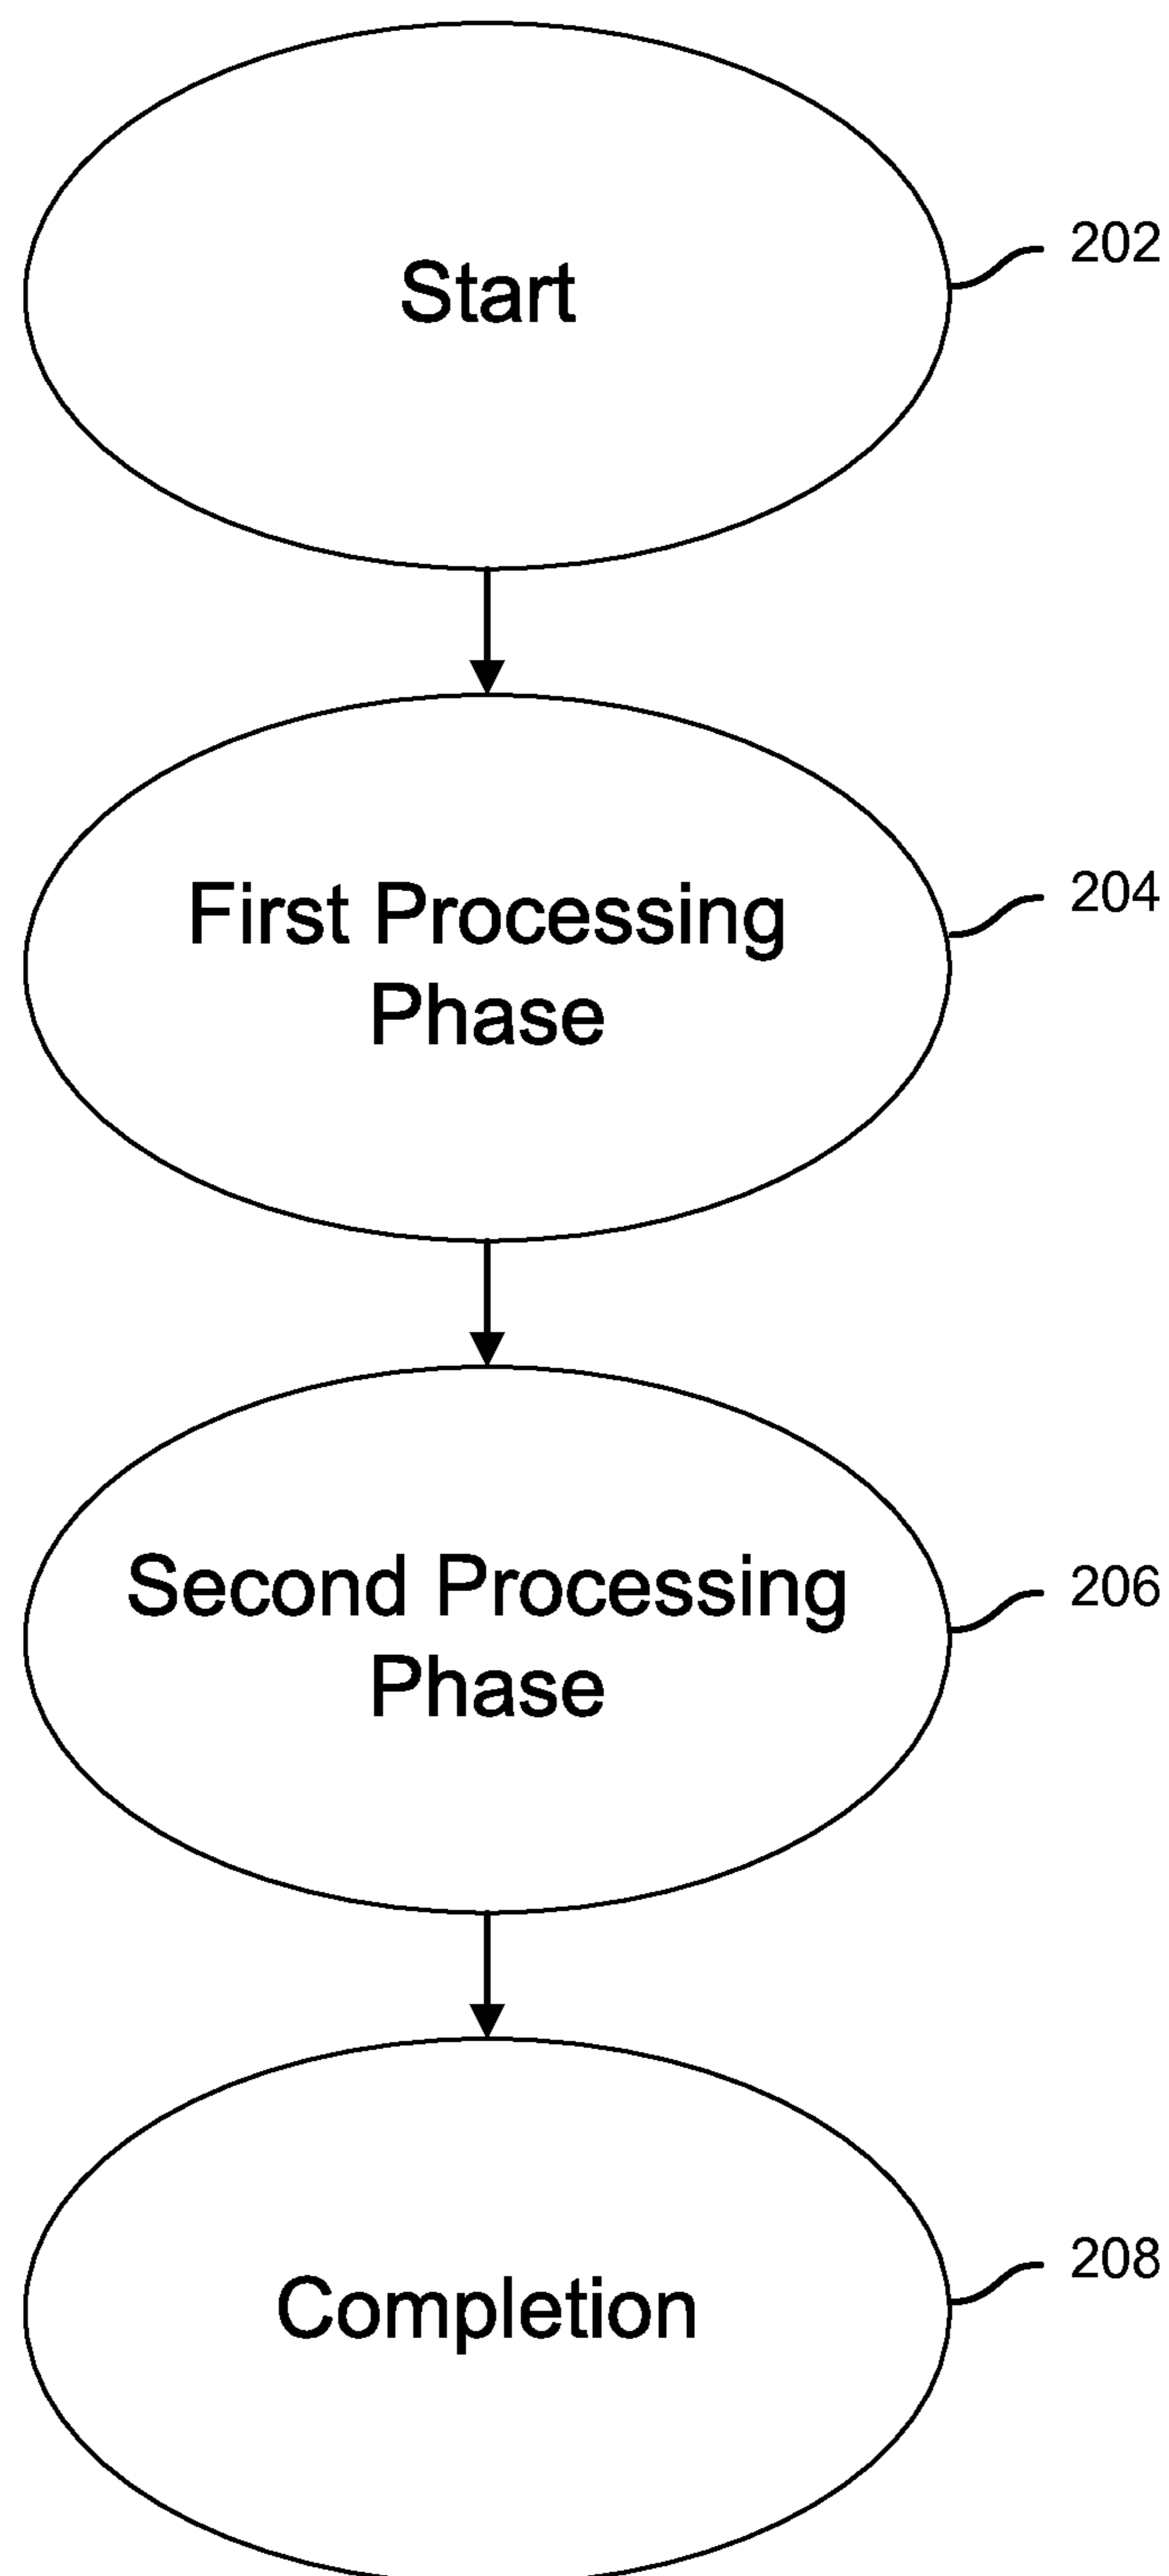 Start
202
First Processing
Phase
204
Second Processing
Phase
206
Completion
208